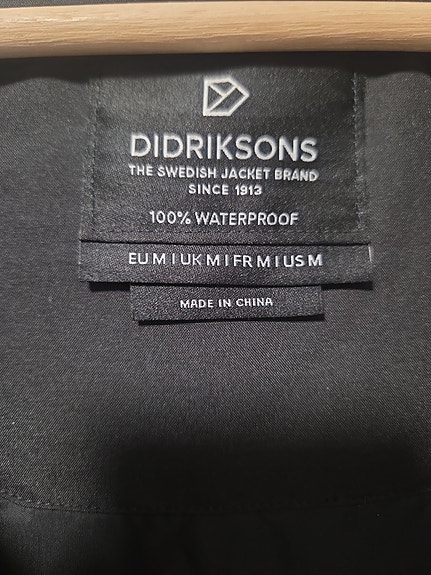 DIDRIKSONS
THE SWEDISH JACKET BRAND
SINCE 1913
100% WATERPROOF
EU M I UK M I FR M I US M
MADE IN CHINA